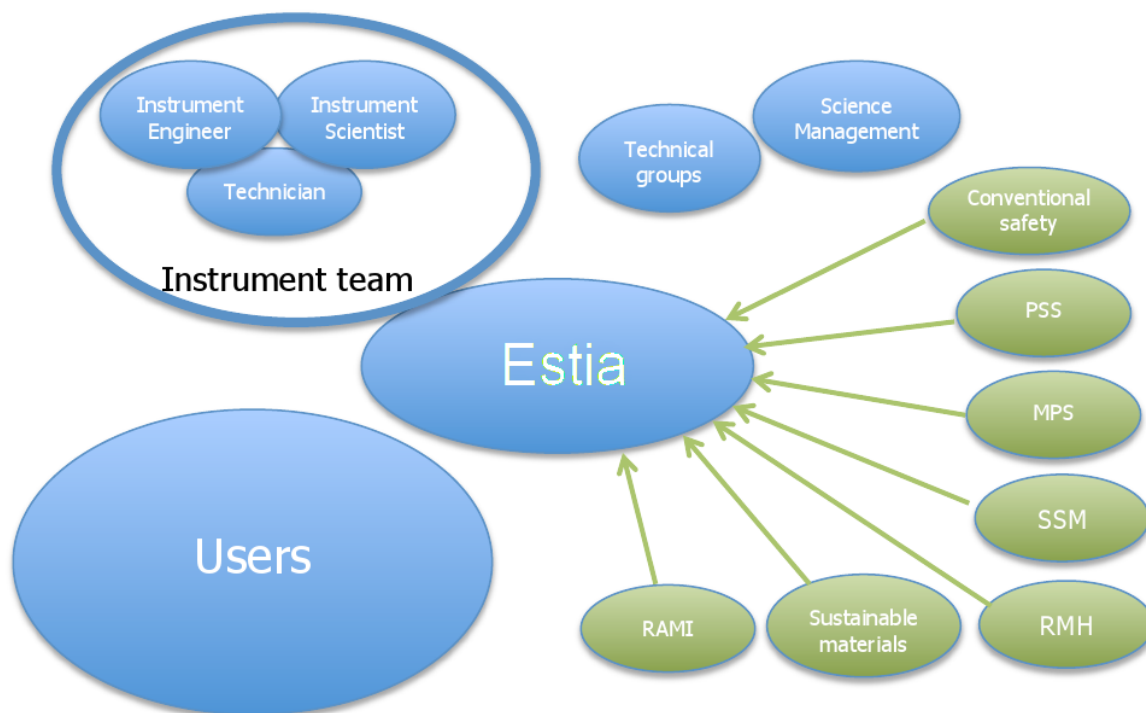 Instrument
Engineer
Instrument
Scientist
Technician
Instrument team
Science
Management
Technical
groups
Conventional
safety
PSS
Estia
MPS
SSM
Users
RAMI
Sustainable
materials
RMH